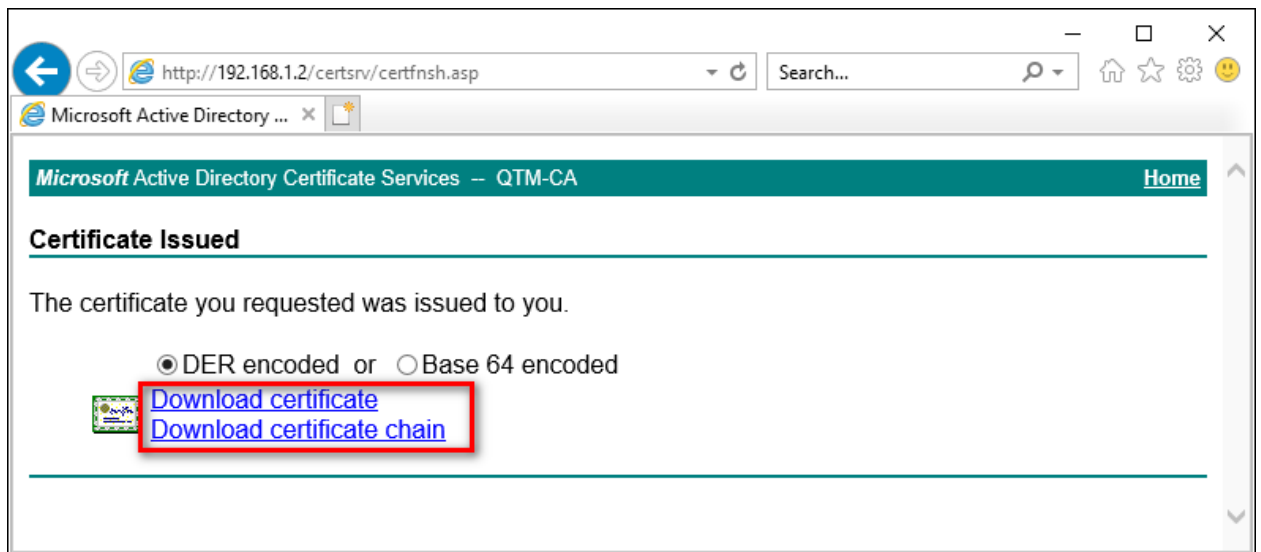 http://192.168.1.2/certsrv/certfnsh.asp
Search...
Microsoft Active Directory ...
Microsoft Active Directory Certificate Services -- QTM-CA Home
Certificate Issued
The certificate you requested was issued to you.
DER encoded or Base 64 encoded
Download certificate
Download certificate chain